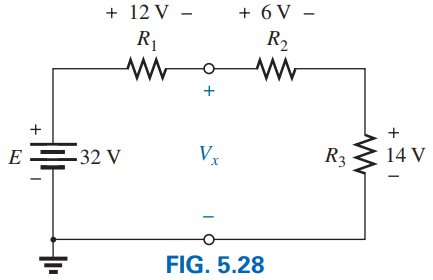 + 12 V − + 6 V −
R1 R2
+
+ +
E 32 V Vx R3 14 V
− −
−
FIG. 5.28